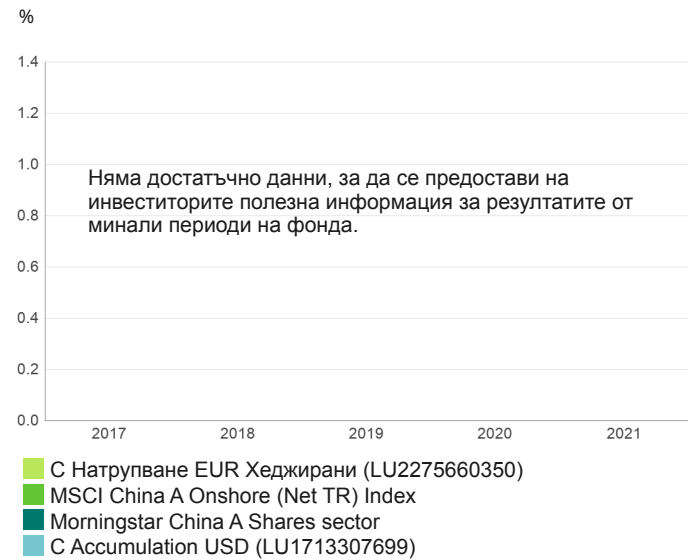 %
1.4
1.2
1.0
Няма достатъчно данни, за да се предостави на
инвеститорите полезна информация за резултатите от
минали периоди на фонда.
0.8
0.6
0.4
0.2
0.0
2017 2018 2019 2020 2021
С Натрупване EUR Хеджирани (LU2275660350)
MSCI China A Onshore (Net TR) Index
Morningstar China A Shares sector
C Accumulation USD (LU1713307699)